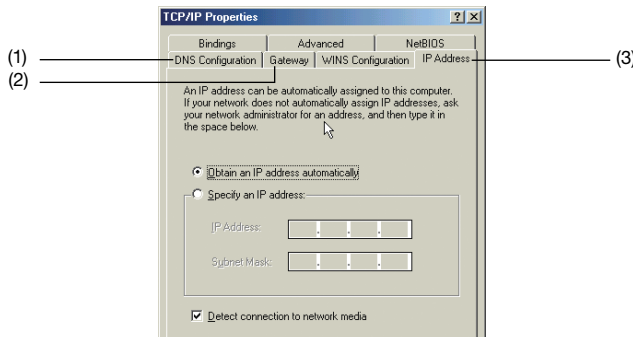 TCP/IP Properties
Bindings Advanced NetBIOS
(1) DNS Configuration Gateway WINS Configuration IP Address (3)
(2)
An IP address can be automatically assigned to this computer.
If your network does not automatically assign IP addresses, ask
your network administrator for an address, and then type it in
the space below.
Obtain an IP address automatically
Specify an IP address:
IP Address:
Subnet Mask:
Detect connection to network media